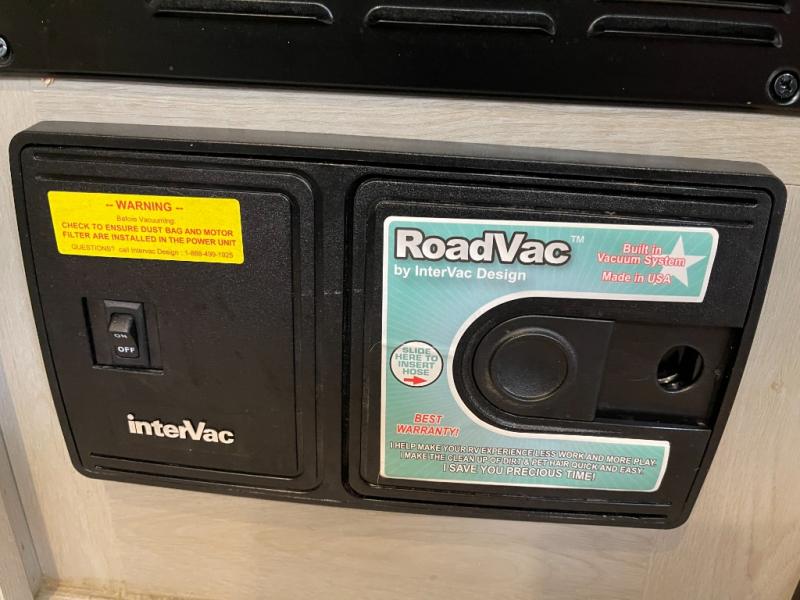 -- WARNING --
Before Vacuuming:
CHECK TO ENSURE DUST BAG AND MOTOR
FILTER ARE INSTALLED IN THE POWER UNIT
QUESTIONS? call Intervac Design : 1-888-499-1925
ON
OFF
interVac
RoadVac™
by InterVac Design
Built in
Vacuum System
Made in USA
SLIDE
HERE TO
INSERT
HOSE
BEST
WARRANTY!
I HELP MAKE YOUR RV EXPERIENCE LESS WORK AND MORE PLAY.
I MAKE THE CLEAN UP OF DIRT & PET HAIR QUICK AND EASY.
I SAVE YOU PRECIOUS TIME!